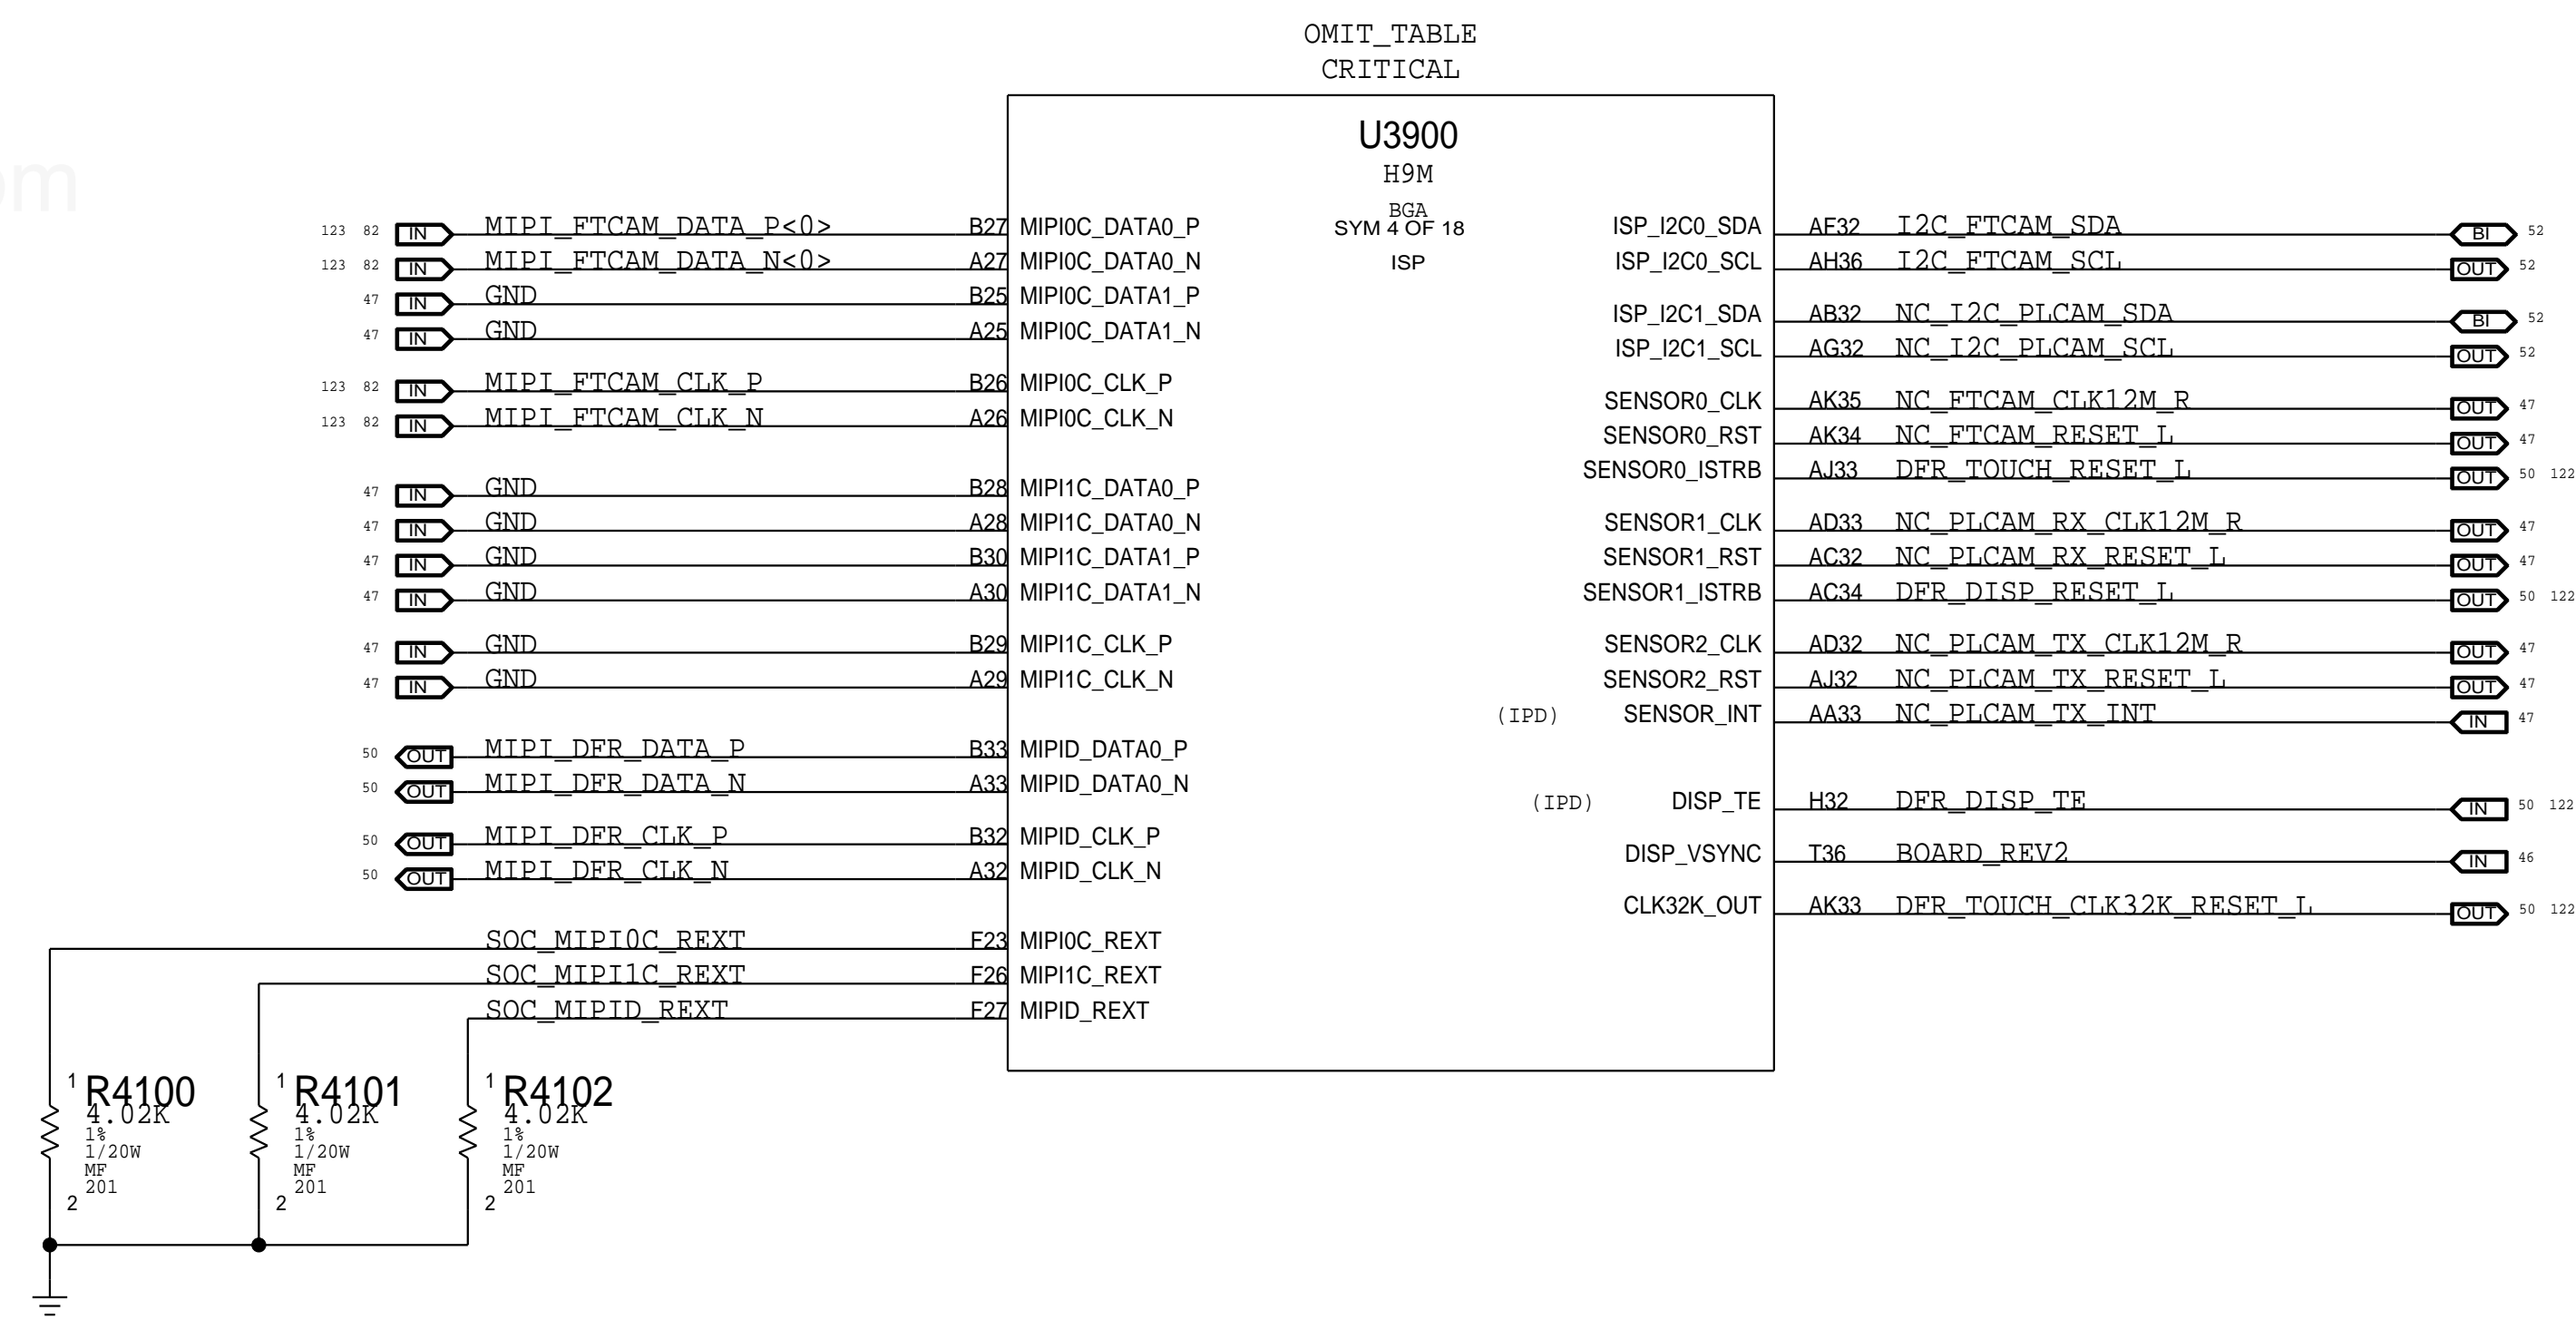 OMIT_TABLE
CRITICAL
U3900
H9M
BGA
SYM 4 OF 18
ISP
om
123 82 IN MIPI_FTCAM_DATA_P<0> B27 MIPI0C_DATA0_P
123 82 IN MIPI_FTCAM_DATA_N<0> A27 MIPI0C_DATA0_N
47 IN GND B25 MIPI0C_DATA1_P
47 IN GND A25 MIPI0C_DATA1_N
123 82 IN MIPI_FTCAM_CLK_P B26 MIPI0C_CLK_P
123 82 IN MIPI_FTCAM_CLK_N A26 MIPI0C_CLK_N
47 IN GND B28 MIPI1C_DATA0_P
47 IN GND A28 MIPI1C_DATA0_N
47 IN GND B30 MIPI1C_DATA1_P
47 IN GND A30 MIPI1C_DATA1_N
47 IN GND B29 MIPI1C_CLK_P
47 IN GND A29 MIPI1C_CLK_N
50 OUT MIPI_DFR_DATA_P B33 MIPID_DATA0_P
50 OUT MIPI_DFR_DATA_N A33 MIPID_DATA0_N
50 OUT MIPI_DFR_CLK_P B32 MIPID_CLK_P
50 OUT MIPI_DFR_CLK_N A32 MIPID_CLK_N
SOC_MIPI0C_REXT F23 MIPI0C_REXT
SOC_MIPI1C_REXT F26 MIPI1C_REXT
SOC_MIPID_REXT F27 MIPID_REXT
ISP_I2C0_SDA AF32 I2C_FTCAM_SDA BI 52
ISP_I2C0_SCL AH36 I2C_FTCAM_SCL OUT 52
ISP_I2C1_SDA AB32 NC_I2C_PLCAM_SDA BI 52
ISP_I2C1_SCL AG32 NC_I2C_PLCAM_SCL OUT 52
SENSOR0_CLK AK35 NC_FTCAM_CLK12M_R OUT 47
SENSOR0_RST AK34 NC_FTCAM_RESET_L OUT 47
SENSOR0_ISTRB AJ33 DFR_TOUCH_RESET_L OUT 50 122
SENSOR1_CLK AD33 NC_PLCAM_RX_CLK12M_R OUT 47
SENSOR1_RST AC32 NC_PLCAM_RX_RESET_L OUT 47
SENSOR1_ISTRB AC34 DFR_DISP_RESET_L OUT 50 122
SENSOR2_CLK AD32 NC_PLCAM_TX_CLK12M_R OUT 47
SENSOR2_RST AJ32 NC_PLCAM_TX_RESET_L OUT 47
(IPD) SENSOR_INT AA33 NC_PLCAM_TX_INT IN 47
(IPD) DISP_TE H32 DFR_DISP_TE IN 50 122
DISP_VSYNC T36 BOARD_REV2 IN 46
CLK32K_OUT AK33 DFR_TOUCH_CLK32K_RESET_L OUT 50 122
1 R4100
4.02K
1%
1/20W
MF
201
2
1 R4101
4.02K
1%
1/20W
MF
201
2
1 R4102
4.02K
1%
1/20W
MF
201
2